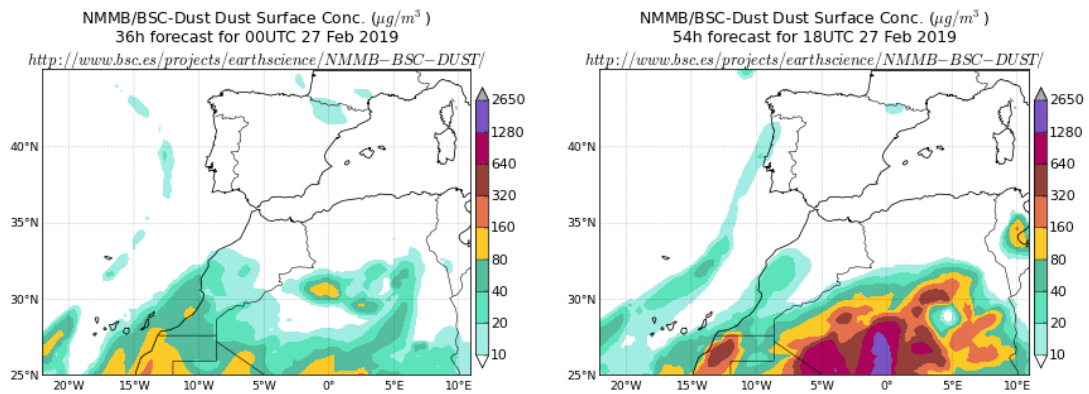 NMMB/BSC-Dust Dust Surface Conc. (μg/m³ )
36h forecast for 00UTC 27 Feb 2019
http://www.bsc.es/projects/earthscience/NMMB−BSC−DUST/
40°N
35°N
30°N
25°N
20°W
15°W
10°W
5°W
0°
5°E
10°E
2650
1280
640
320
160
80
40
20
10
NMMB/BSC-Dust Dust Surface Conc. (μg/m³ )
54h forecast for 18UTC 27 Feb 2019
http://www.bsc.es/projects/earthscience/NMMB−BSC−DUST/
40°N
35°N
30°N
25°N
20°W
15°W
10°W
5°W
0°
5°E
10°E
2650
1280
640
320
160
80
40
20
10